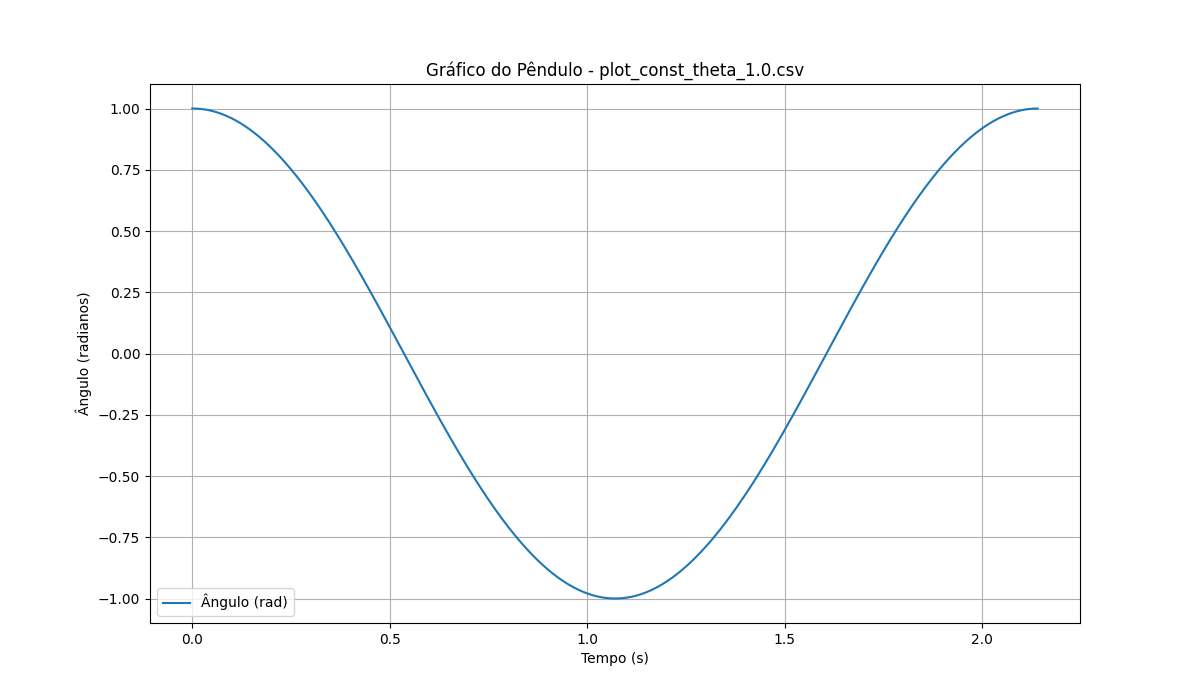 Gráfico do Pêndulo - plot_const_theta_1.0.csv
1.00
0.75
0.50
0.25
0.00
−0.25
−0.50
−0.75
−1.00
Ângulo (radianos)
Ângulo (rad)
0.0 0.5 1.0 1.5 2.0
Tempo (s)